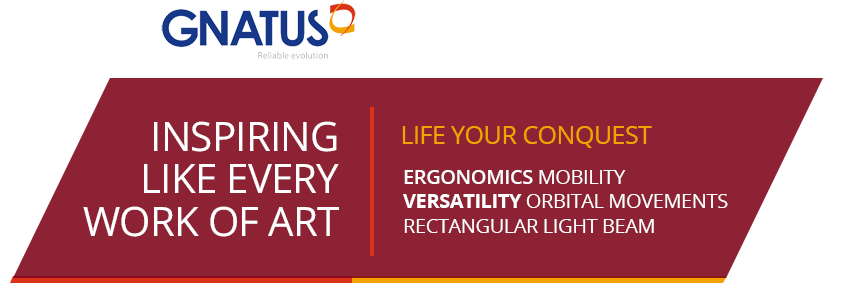 GNATUS
Reliable evolution
INSPIRING
LIKE EVERY
WORK OF ART
LIFE YOUR CONQUEST
ERGONOMICS MOBILITY
VERSATILITY ORBITAL MOVEMENTS
RECTANGULAR LIGHT BEAM